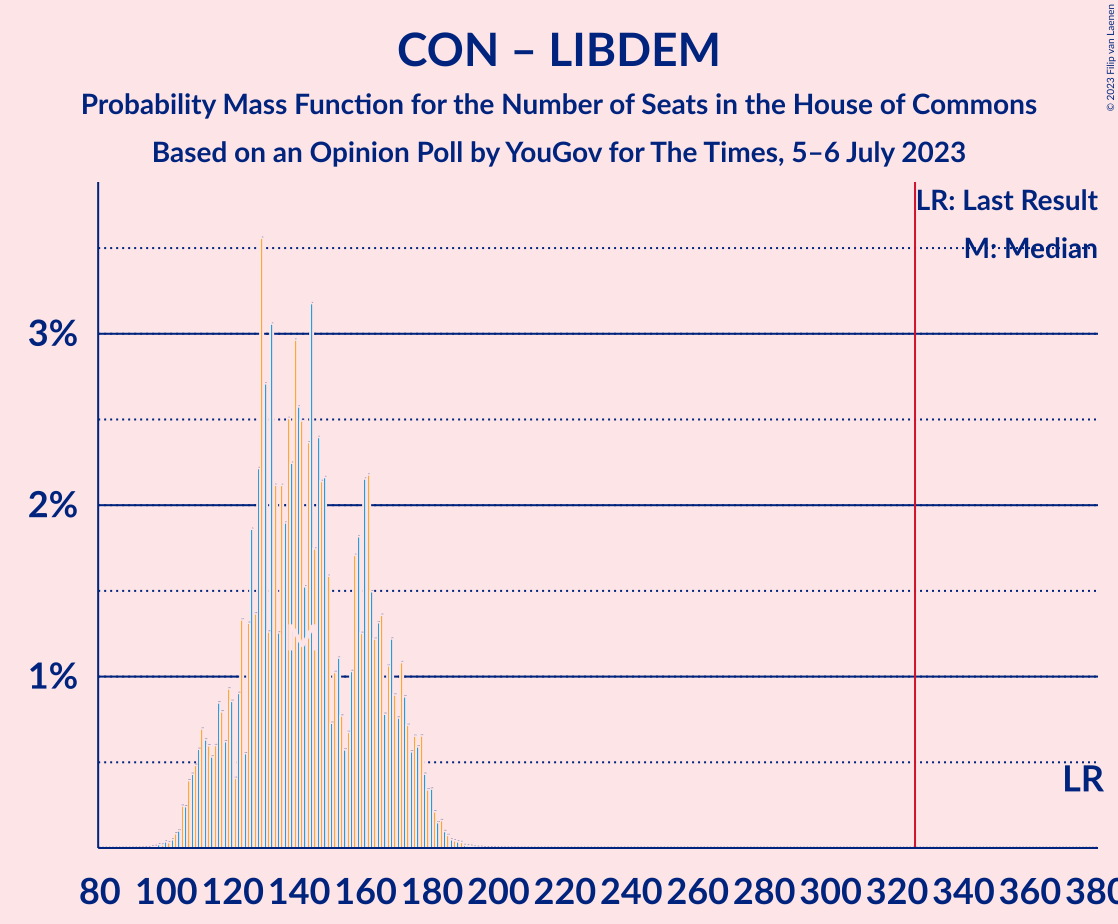 CON – LIBDEM
Probability Mass Function for the Number of Seats in the House of Commons
Based on an Opinion Poll by YouGov for The Times, 5–6 July 2023
© 2023 Filip van Laenen
LR: Last Result
M: Median
3%
2%
1%
M
LR
80 100 120 140 160 180 200 220 240 260 280 300 320 340 360 380